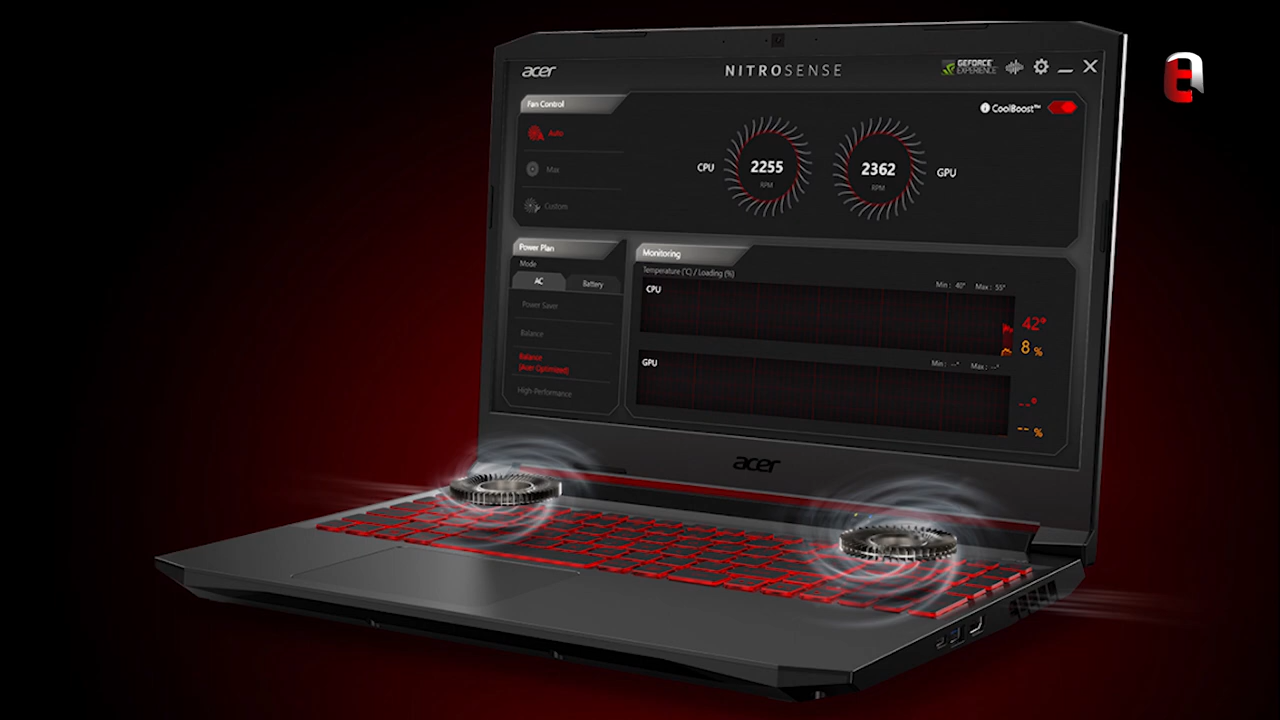 acer
NITROSENSE
GEFORCE
EXPERIENCE
Fan Control
CoolBoost™
Auto
Max
Custom
CPU
2255
RPM
2362
RPM
GPU
Power Plan
Mode
AC
Battery
Power Saver
Balance
Balance
(Acer Optimized)
High-Performance
Monitoring
Temperature (°C) / Loading (%)
CPU
Min : 40° Max : 55°
42°
8 %
GPU
Min : --° Max : --°
--°
-- %
acer